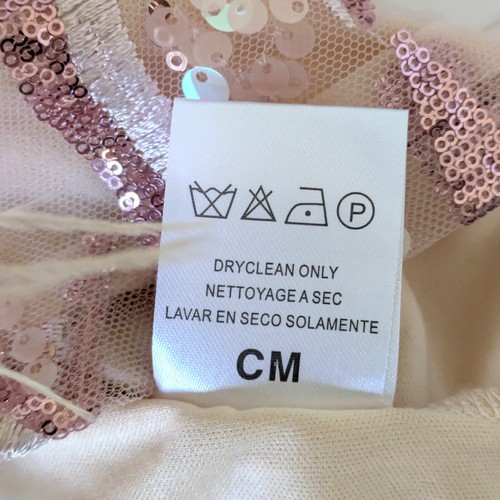 P
DRYCLEAN ONLY
NETTOYAGE A SEC
LAVAR EN SECO SOLAMENTE
CM